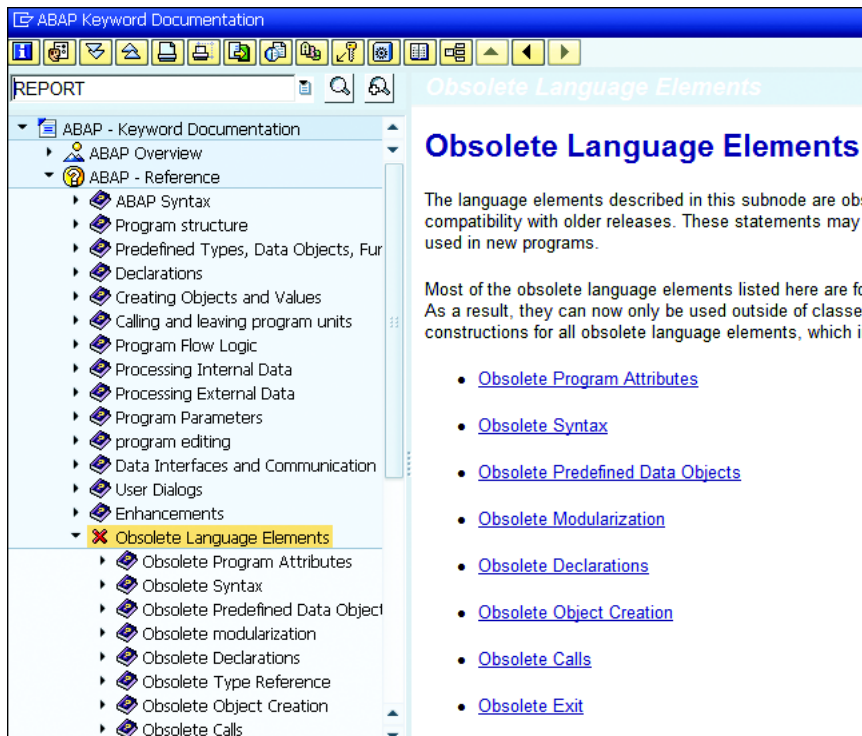 ABAP Keyword Documentation
REPORT
ABAP - Keyword Documentation
ABAP Overview
ABAP - Reference
ABAP Syntax
Program structure
Predefined Types, Data Objects, Fur
Declarations
Creating Objects and Values
Calling and leaving program units
Program Flow Logic
Processing Internal Data
Processing External Data
Program Parameters
program editing
Data Interfaces and Communication
User Dialogs
Enhancements
Obsolete Language Elements
Obsolete Program Attributes
Obsolete Syntax
Obsolete Predefined Data Object
Obsolete modularization
Obsolete Declarations
Obsolete Type Reference
Obsolete Object Creation
Obsolete Calls
Obsolete Language Elements
Obsolete Language Elements
The language elements described in this subnode are obs
compatibility with older releases. These statements may
used in new programs.
Most of the obsolete language elements listed here are fo
As a result, they can now only be used outside of classe
constructions for all obsolete language elements, which i
• Obsolete Program Attributes
• Obsolete Syntax
• Obsolete Predefined Data Objects
• Obsolete Modularization
• Obsolete Declarations
• Obsolete Object Creation
• Obsolete Calls
• Obsolete Exit